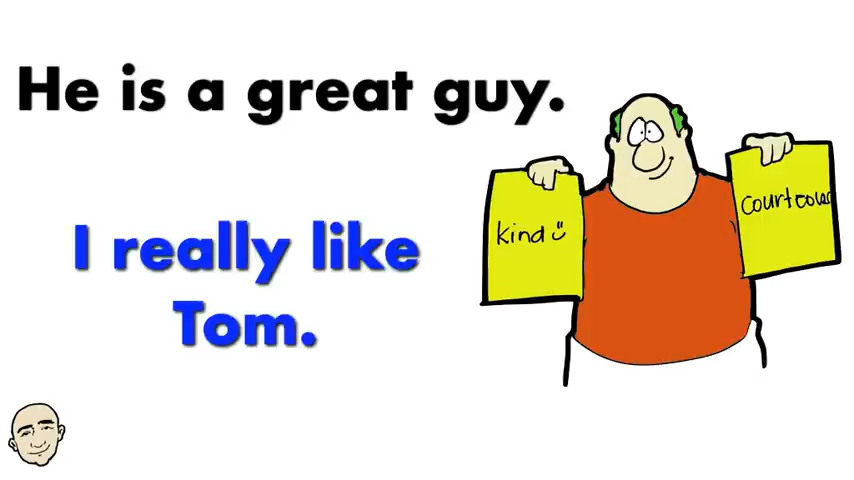 He is a great guy.
I really like
Tom.
Kind
Courteous